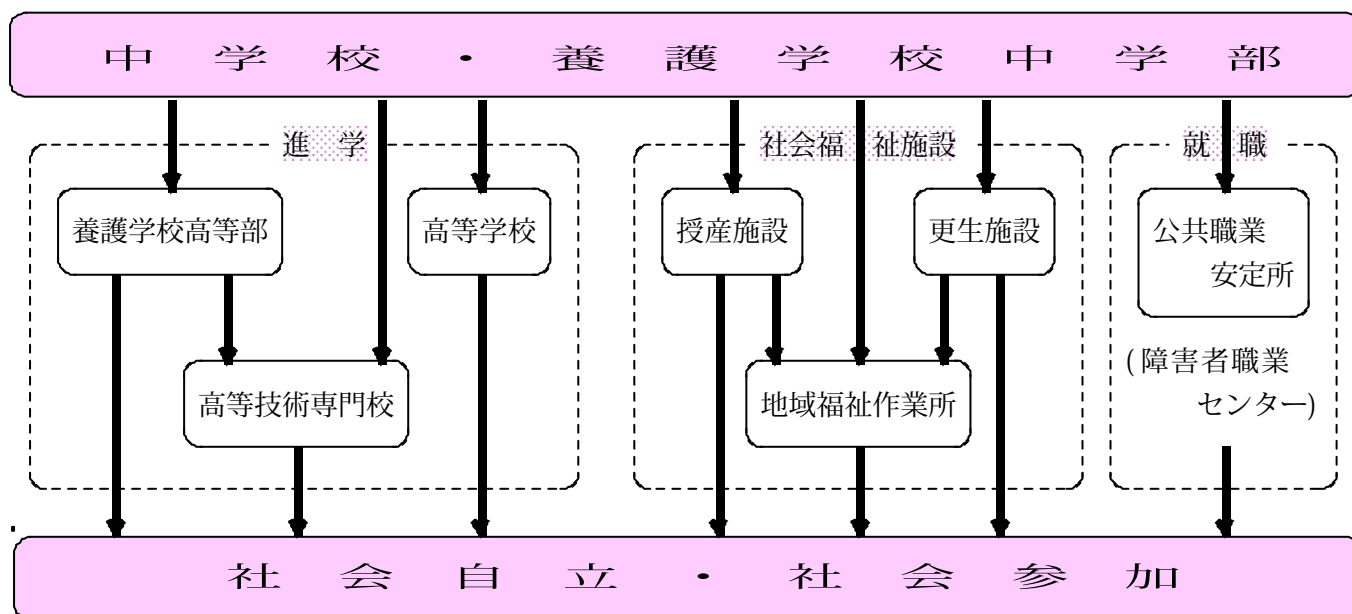 中学校・養護学校中学部
進学
社会福祉施設
就職
養護学校高等部
高等学校
授産施設
更生施設
公共職業
安定所
高等技術専門校
地域福祉作業所
(障害者職業
センター)
社会自立・社会参加